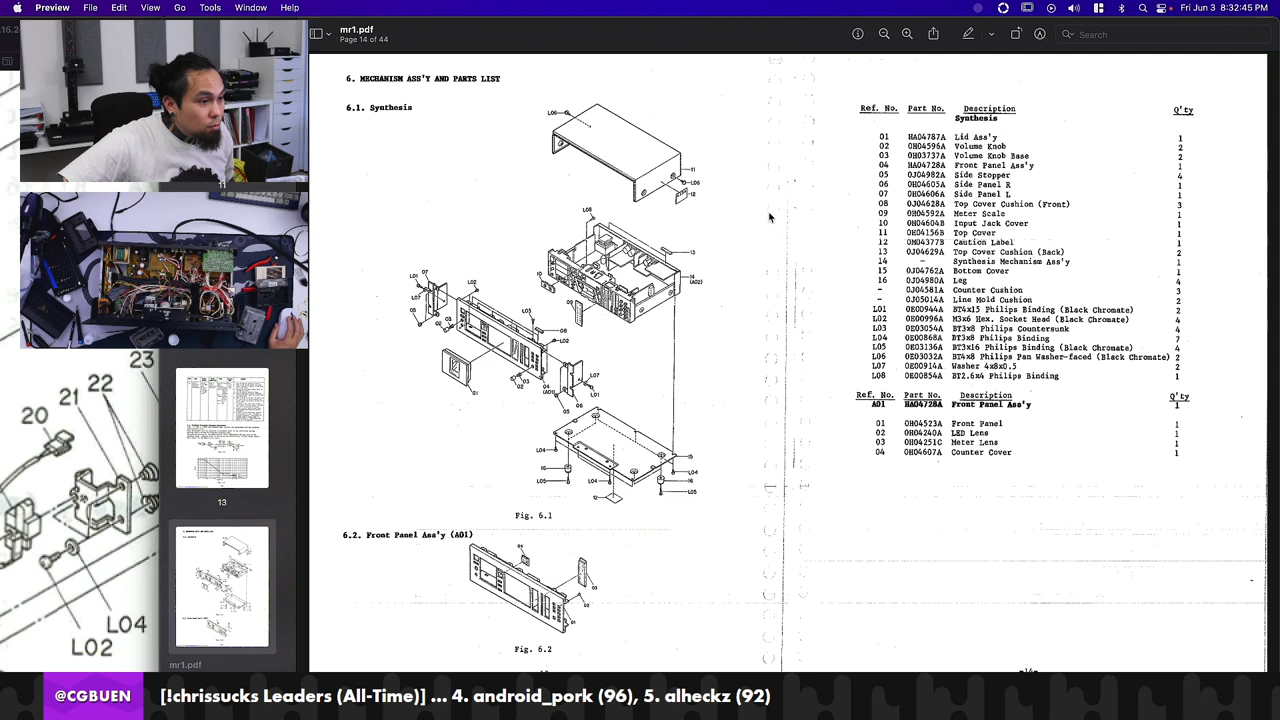 Preview File Edit View Go Tools Window Help
Fri Jun 3 8:32:45 PM
mr1.pdf
Page 14 of 44
Search
6. MECHANISM ASS'Y AND PARTS LIST
6.1. Synthesis
Ref. No. Part No. Description Q'ty
Synthesis
01 HA04787A Lid Ass'y 1
02 0H04596A Volume Knob 2
03 0H03737A Volume Knob Base 2
04 HA04728A Front Panel Ass'y 1
05 0J04982A Side Stopper 4
06 0H04605A Side Panel R 1
07 0H04606A Side Panel L 1
08 0J04628A Top Cover Cushion (Front) 3
09 0H04592A Meter Scale 1
10 0H04604B Input Jack Cover 1
11 0H04156B Top Cover 1
12 0M04377B Caution Label 1
13 0J04629A Top Cover Cushion (Back) 2
14 - Synthesis Mechanism Ass'y 1
15 0J04762A Bottom Cover 1
16 0J04980A Leg 4
- 0J04581A Counter Cushion 3
- 0J05014A Line Mold Cushion 2
L01 0E00944A BT4x15 Philips Binding (Black Chromate) 4
L02 0E00996A M3x6 Hex. Socket Head (Black Chromate) 4
L03 0E03054A BT3x8 Philips Countersunk 4
L04 0E00868A BT3x8 Philips Binding 7
L05 0E03136A BT3x16 Philips Binding (Black Chromate) 4
L06 0E03032A BT4x8 Philips Pan Washer-faced (Black Chromate) 2
L07 0E00914A Washer 4x8x0.5 2
L08 0E00854A BT2.6x4 Philips Binding 1
Ref. No. Part No. Description Q'ty
A01 HA04728A Front Panel Ass'y 1
01 0H04523A Front Panel 1
02 0H04240A LED Lens 1
03 0H04251C Meter Lens 1
04 0H04607A Counter Cover 1
Fig. 6.1
6.2. Front Panel Ass'y (A01)
Fig. 6.2
11
23
22
21
20
L04
L02
13
mr1.pdf
@CGBUEN
[!chrissucks Leaders (All-Time)] ... 4. android_pork (96), 5. alheckz (92)